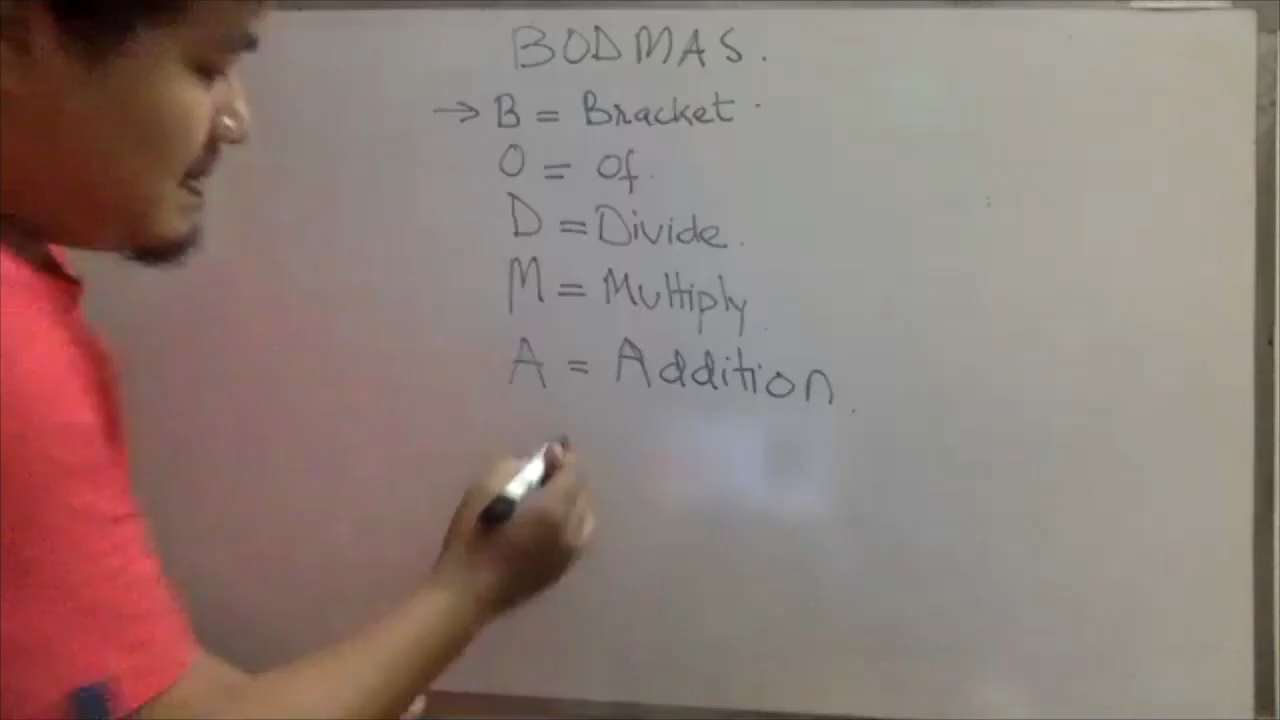 BODMAS.
→ B = Bracket.
O = Of.
D = Divide.
M = Multiply.
A = Addition.